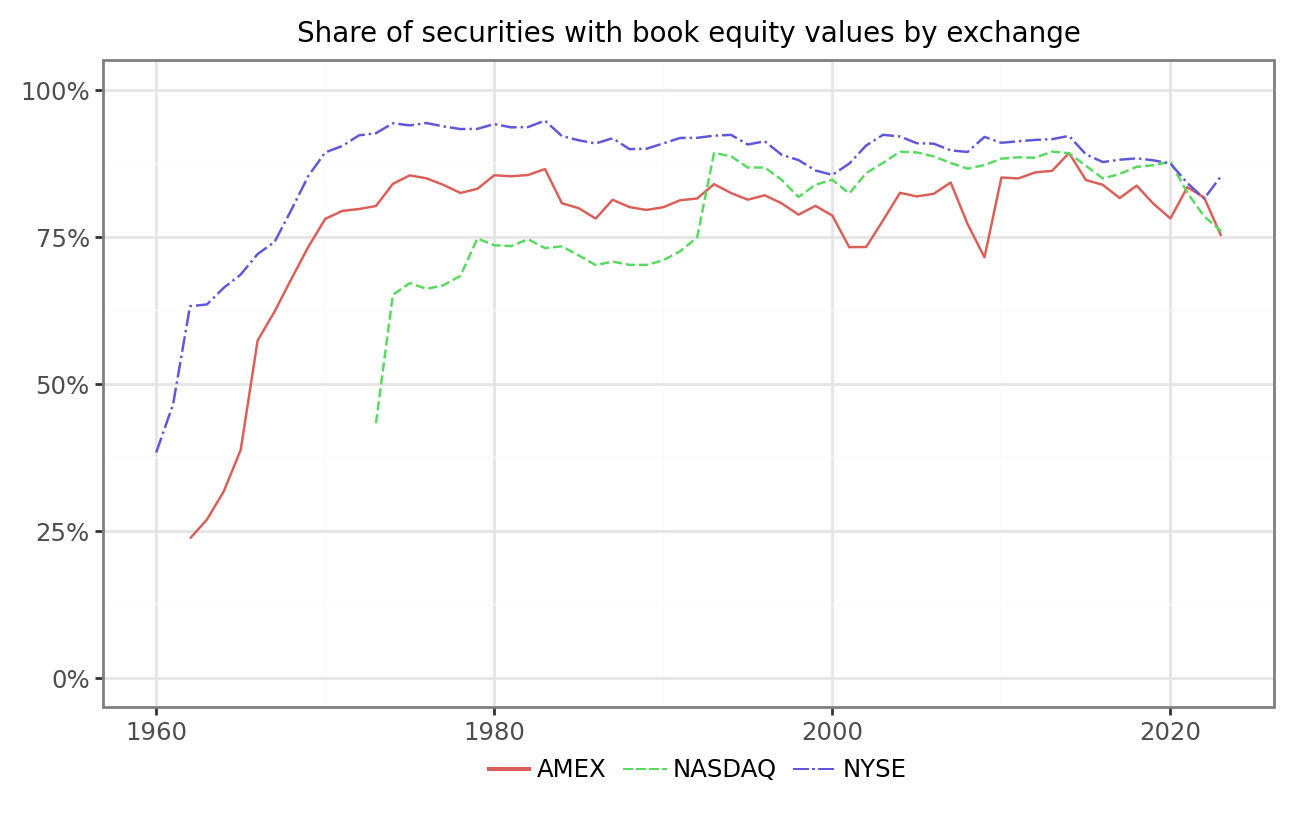 Share of securities with book equity values by exchange
100%
75%
50%
25%
0%
1960 1980 2000 2020
AMEX NASDAQ NYSE